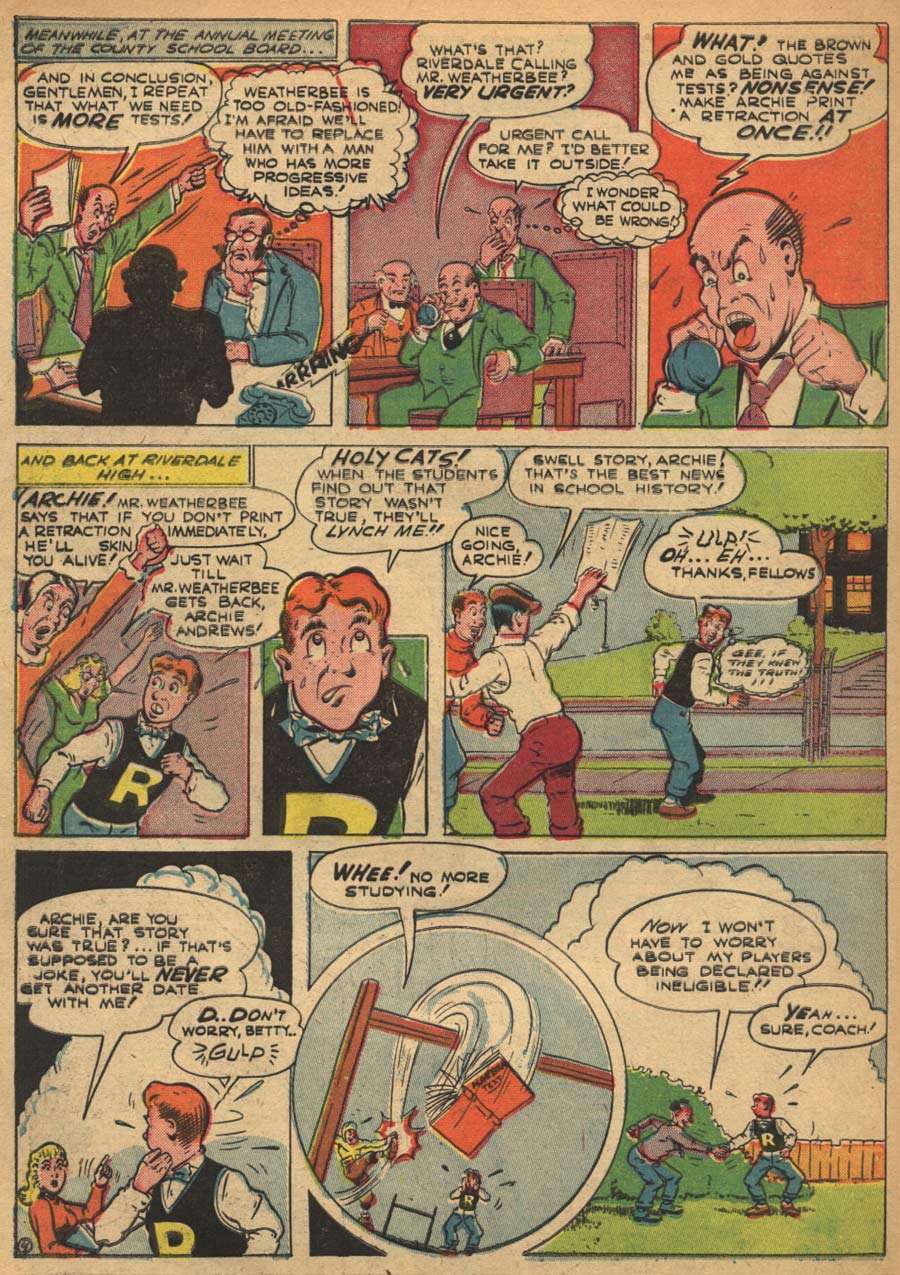 MEANWHILE, AT THE ANNUAL MEETING
OF THE COUNTY SCHOOL BOARD...
AND IN CONCLUSION,
GENTLEMEN, I REPEAT
THAT WHAT WE NEED
IS MORE TESTS!
WEATHERBEE IS
TOO OLD-FASHIONED!
I'M AFRAID WE'LL
HAVE TO REPLACE
HIM WITH A MAN
WHO HAS MORE
PROGRESSIVE
IDEAS!
RRRRING
WHAT'S THAT?
RIVERDALE CALLING
MR. WEATHERBEE?
VERY URGENT?
URGENT CALL
FOR ME? I'D BETTER
TAKE IT OUTSIDE!
I WONDER
WHAT COULD
BE WRONG!
WHAT! THE BROWN
AND GOLD QUOTES
ME AS BEING AGAINST
TESTS? NONSENSE!
MAKE ARCHIE PRINT
A RETRACTION AT
ONCE!!
AND BACK AT RIVERDALE
HIGH...
ARCHIE! MR. WEATHERBEE
SAYS THAT IF YOU DON'T PRINT
A RETRACTION IMMEDIATELY,
HE'LL SKIN
YOU ALIVE!
JUST WAIT
TILL
MR. WEATHERBEE
GETS BACK,
ARCHIE
ANDREWS!
R
HOLY CATS!
WHEN THE STUDENTS
FIND OUT THAT
STORY WASN'T
TRUE, THEY'LL
LYNCH ME!!
R
SWELL STORY, ARCHIE!
THAT'S THE BEST NEWS
IN SCHOOL HISTORY!
NICE
GOING,
ARCHIE!
ULP!
OH... EH...
THANKS, FELLOWS
GEE, IF
THEY KNEW
THE TRUTH!
!!!
ARCHIE, ARE YOU
SURE THAT STORY
WAS TRUE?... IF THAT'S
SUPPOSED TO BE A
JOKE, YOU'LL NEVER
GET ANOTHER DATE
WITH ME!
D..DON'T
WORRY, BETTY..
GULP
R
WHEE! NO MORE
STUDYING!
TEST
R
NOW I WON'T
HAVE TO WORRY
ABOUT MY PLAYERS
BEING DECLARED
INELIGIBLE!!
YEAH...
SURE, COACH!
R